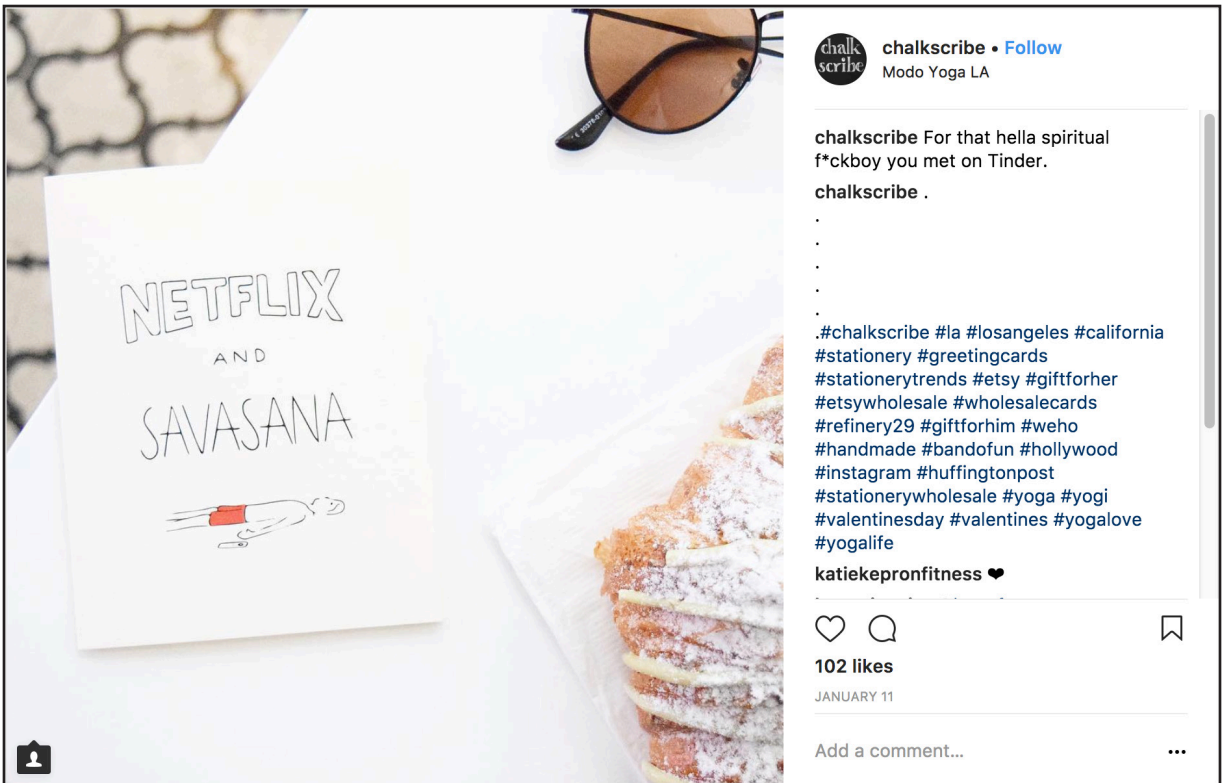 NETFLIX
AND
SAVASANA
chalk
scribe
chalkscribe • Follow
Modo Yoga LA
chalkscribe For that hella spiritual
f*ckboy you met on Tinder.
chalkscribe .
.
.
.
.
.
.#chalkscribe #la #losangeles #california
#stationery #greetingcards
#stationerytrends #etsy #giftforher
#etsywholesale #wholesalecards
#refinery29 #giftforhim #weho
#handmade #bandofun #hollywood
#instagram #huffingtonpost
#stationerywholesale #yoga #yogi
#valentinesday #valentines #yogalove
#yogalife
katiekepronfitness ❤
102 likes
JANUARY 11
Add a comment...